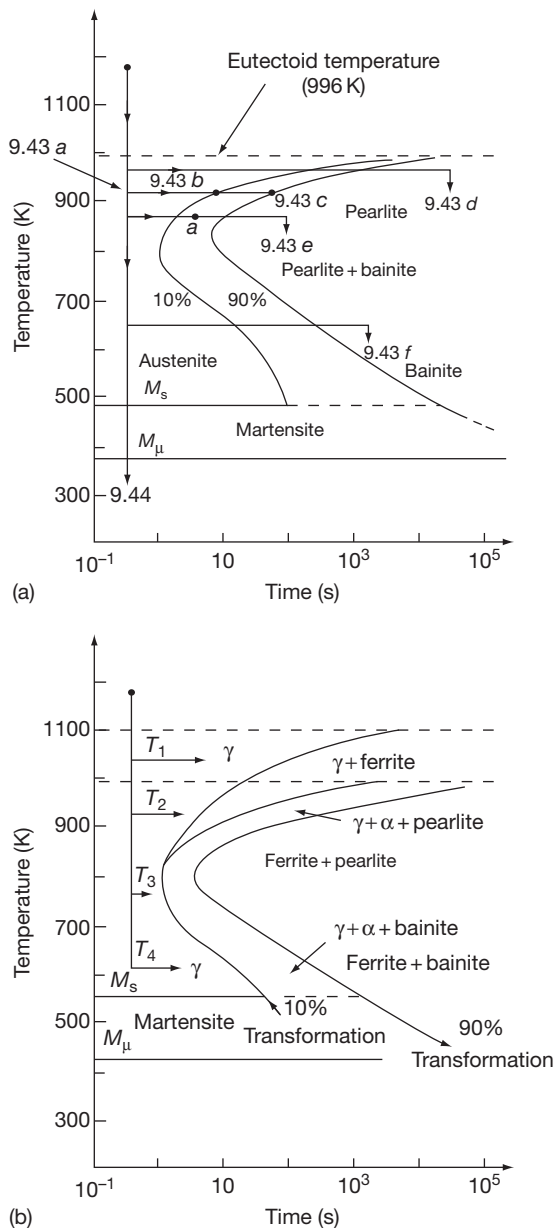 Eutectoid temperature
(996 K)
1100
9.43 a
9.43 b
9.43 c
9.43 d
900
Pearlite
a
9.43 e
Pearlite + bainite
700
10%
90%
9.43 f
Austenite
Bainite
500
Ms
Martensite
Mμ
300
9.44
Temperature (K)
10⁻¹
10
10³
10⁵
(a)
Time (s)
1100
T₁
γ
γ + ferrite
T₂
900
γ + α + pearlite
Ferrite + pearlite
T₃
700
γ + α + bainite
T₄
γ
Ferrite + bainite
Ms
10%
Transformation
90%
Transformation
500
Martensite
Mμ
300
Temperature (K)
10⁻¹
10
10³
10⁵
(b)
Time (s)